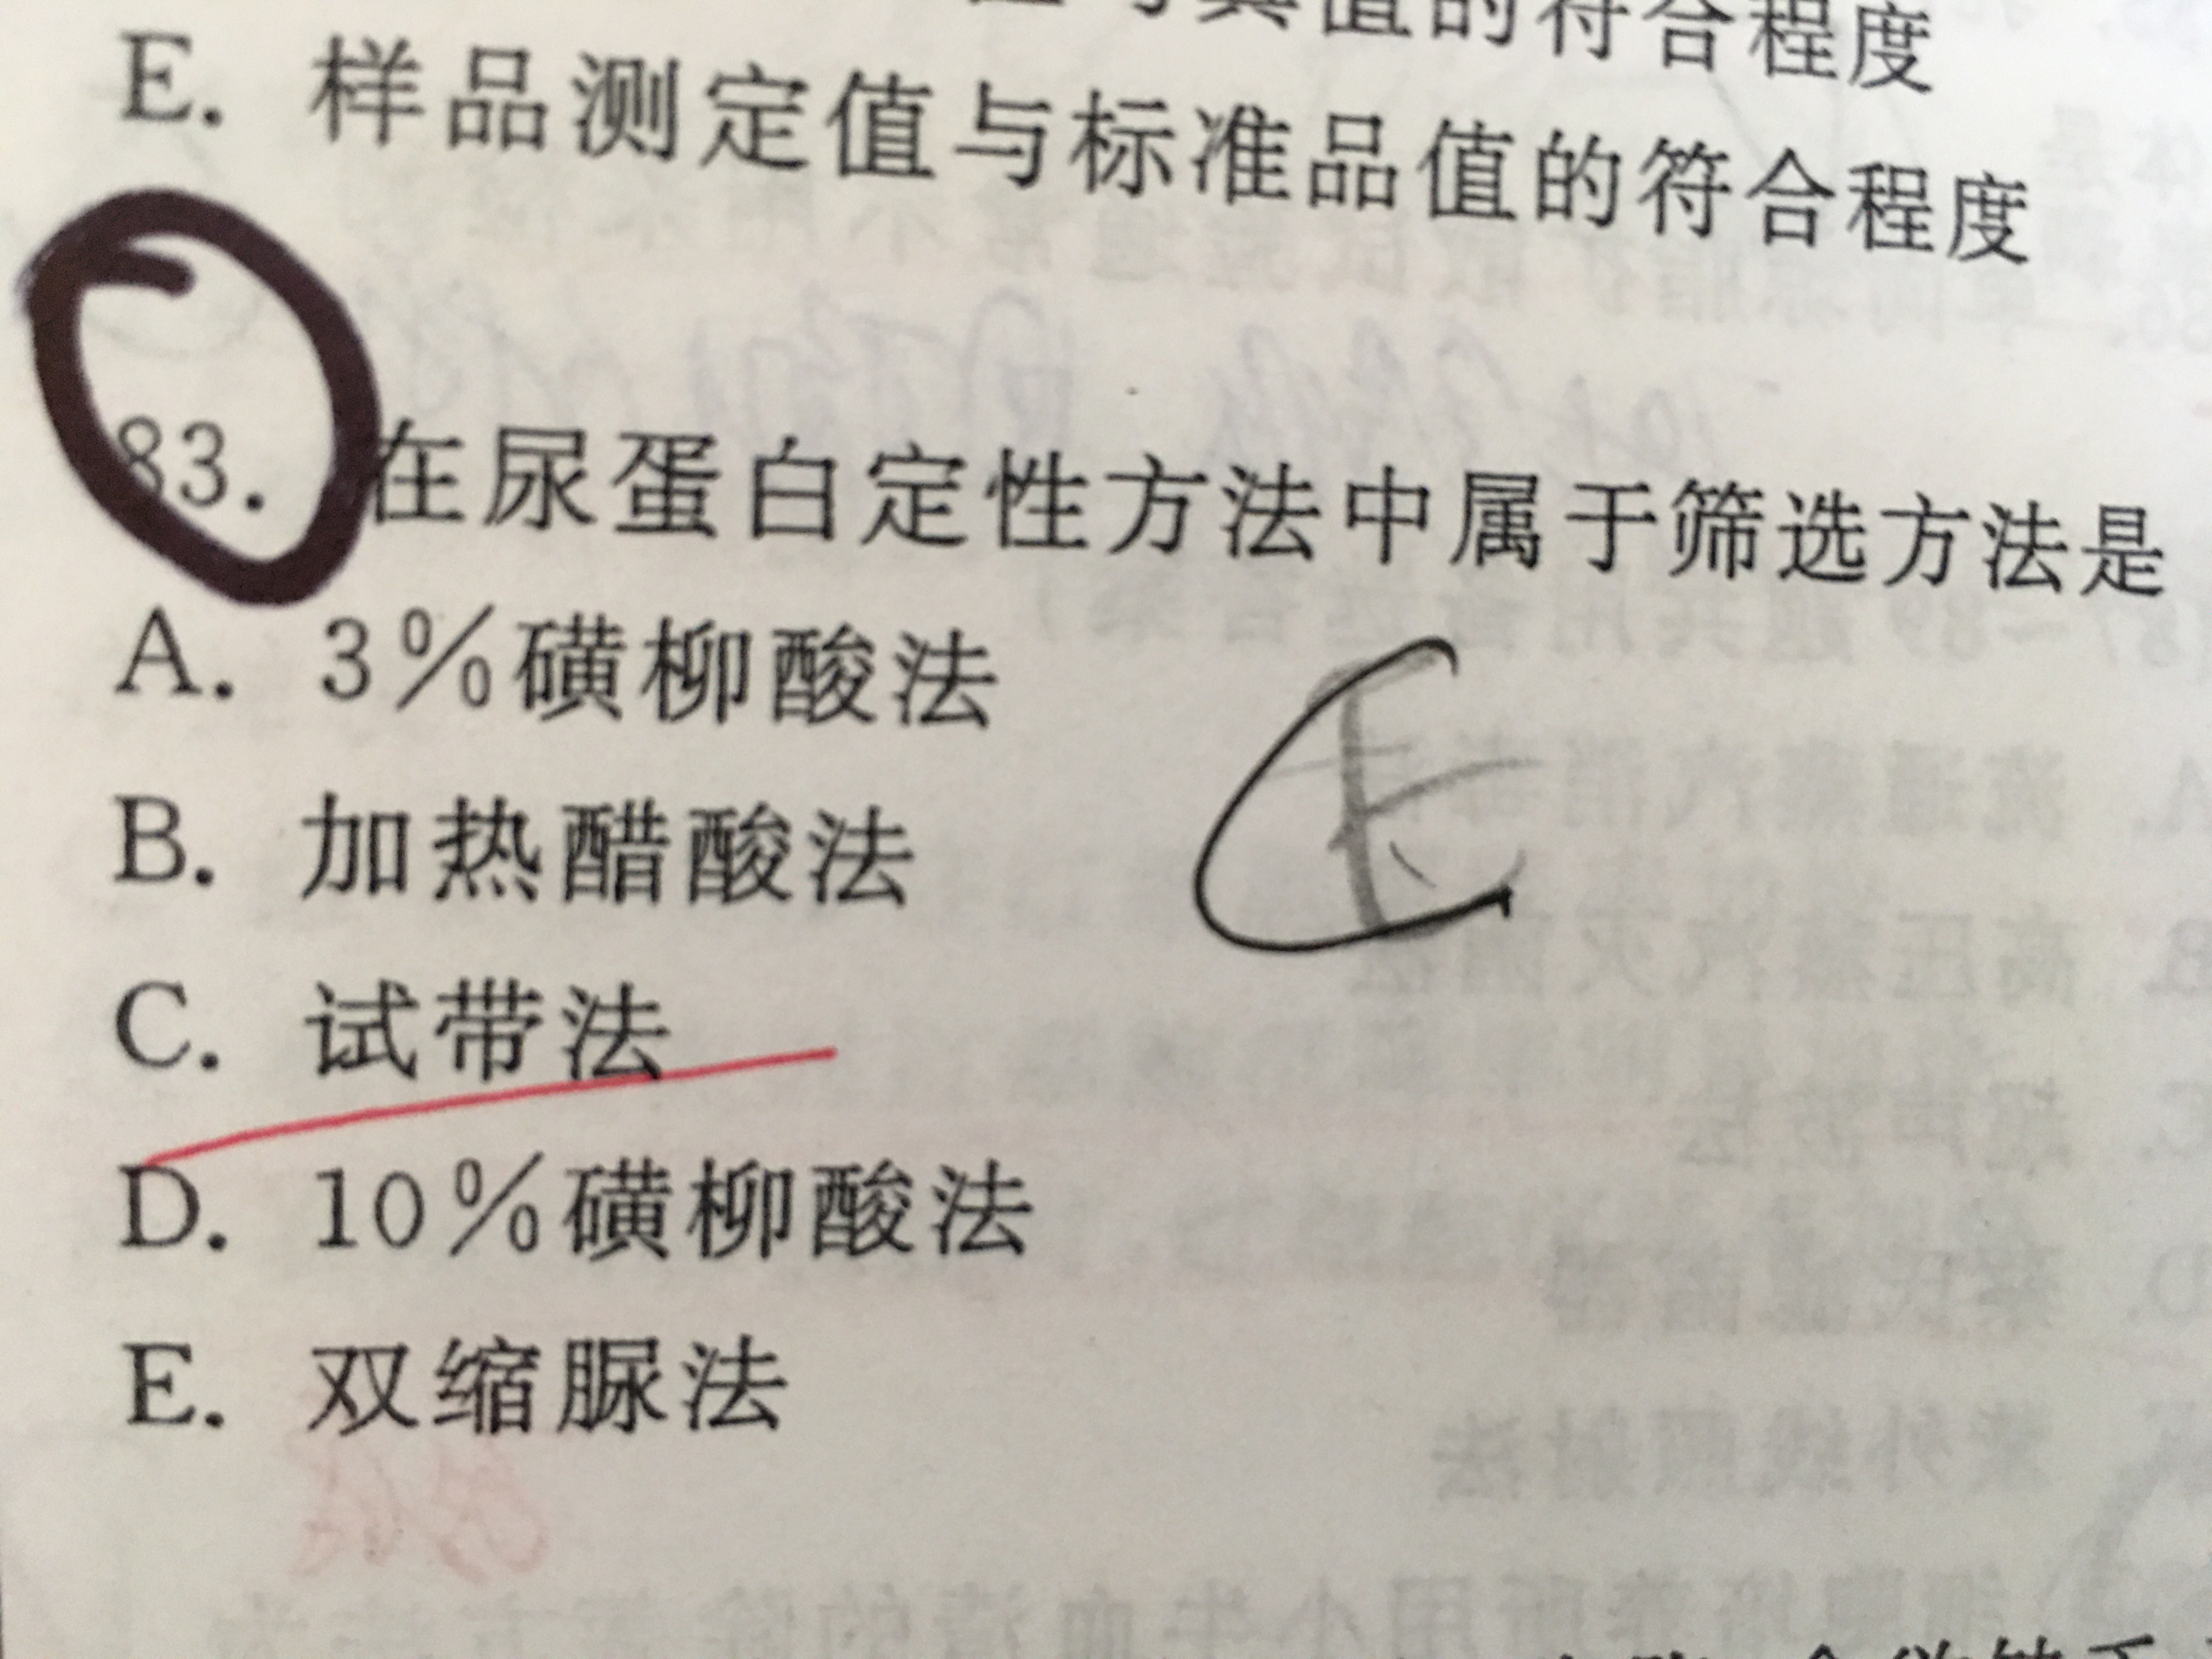 值的符合程度
E. 样品测定值与标准品值的符合程度
83. 在尿蛋白定性方法中属于筛选方法是
A. 3%磺柳酸法
B. 加热醋酸法
C. 试带法
D. 10%磺柳酸法
E. 双缩脲法